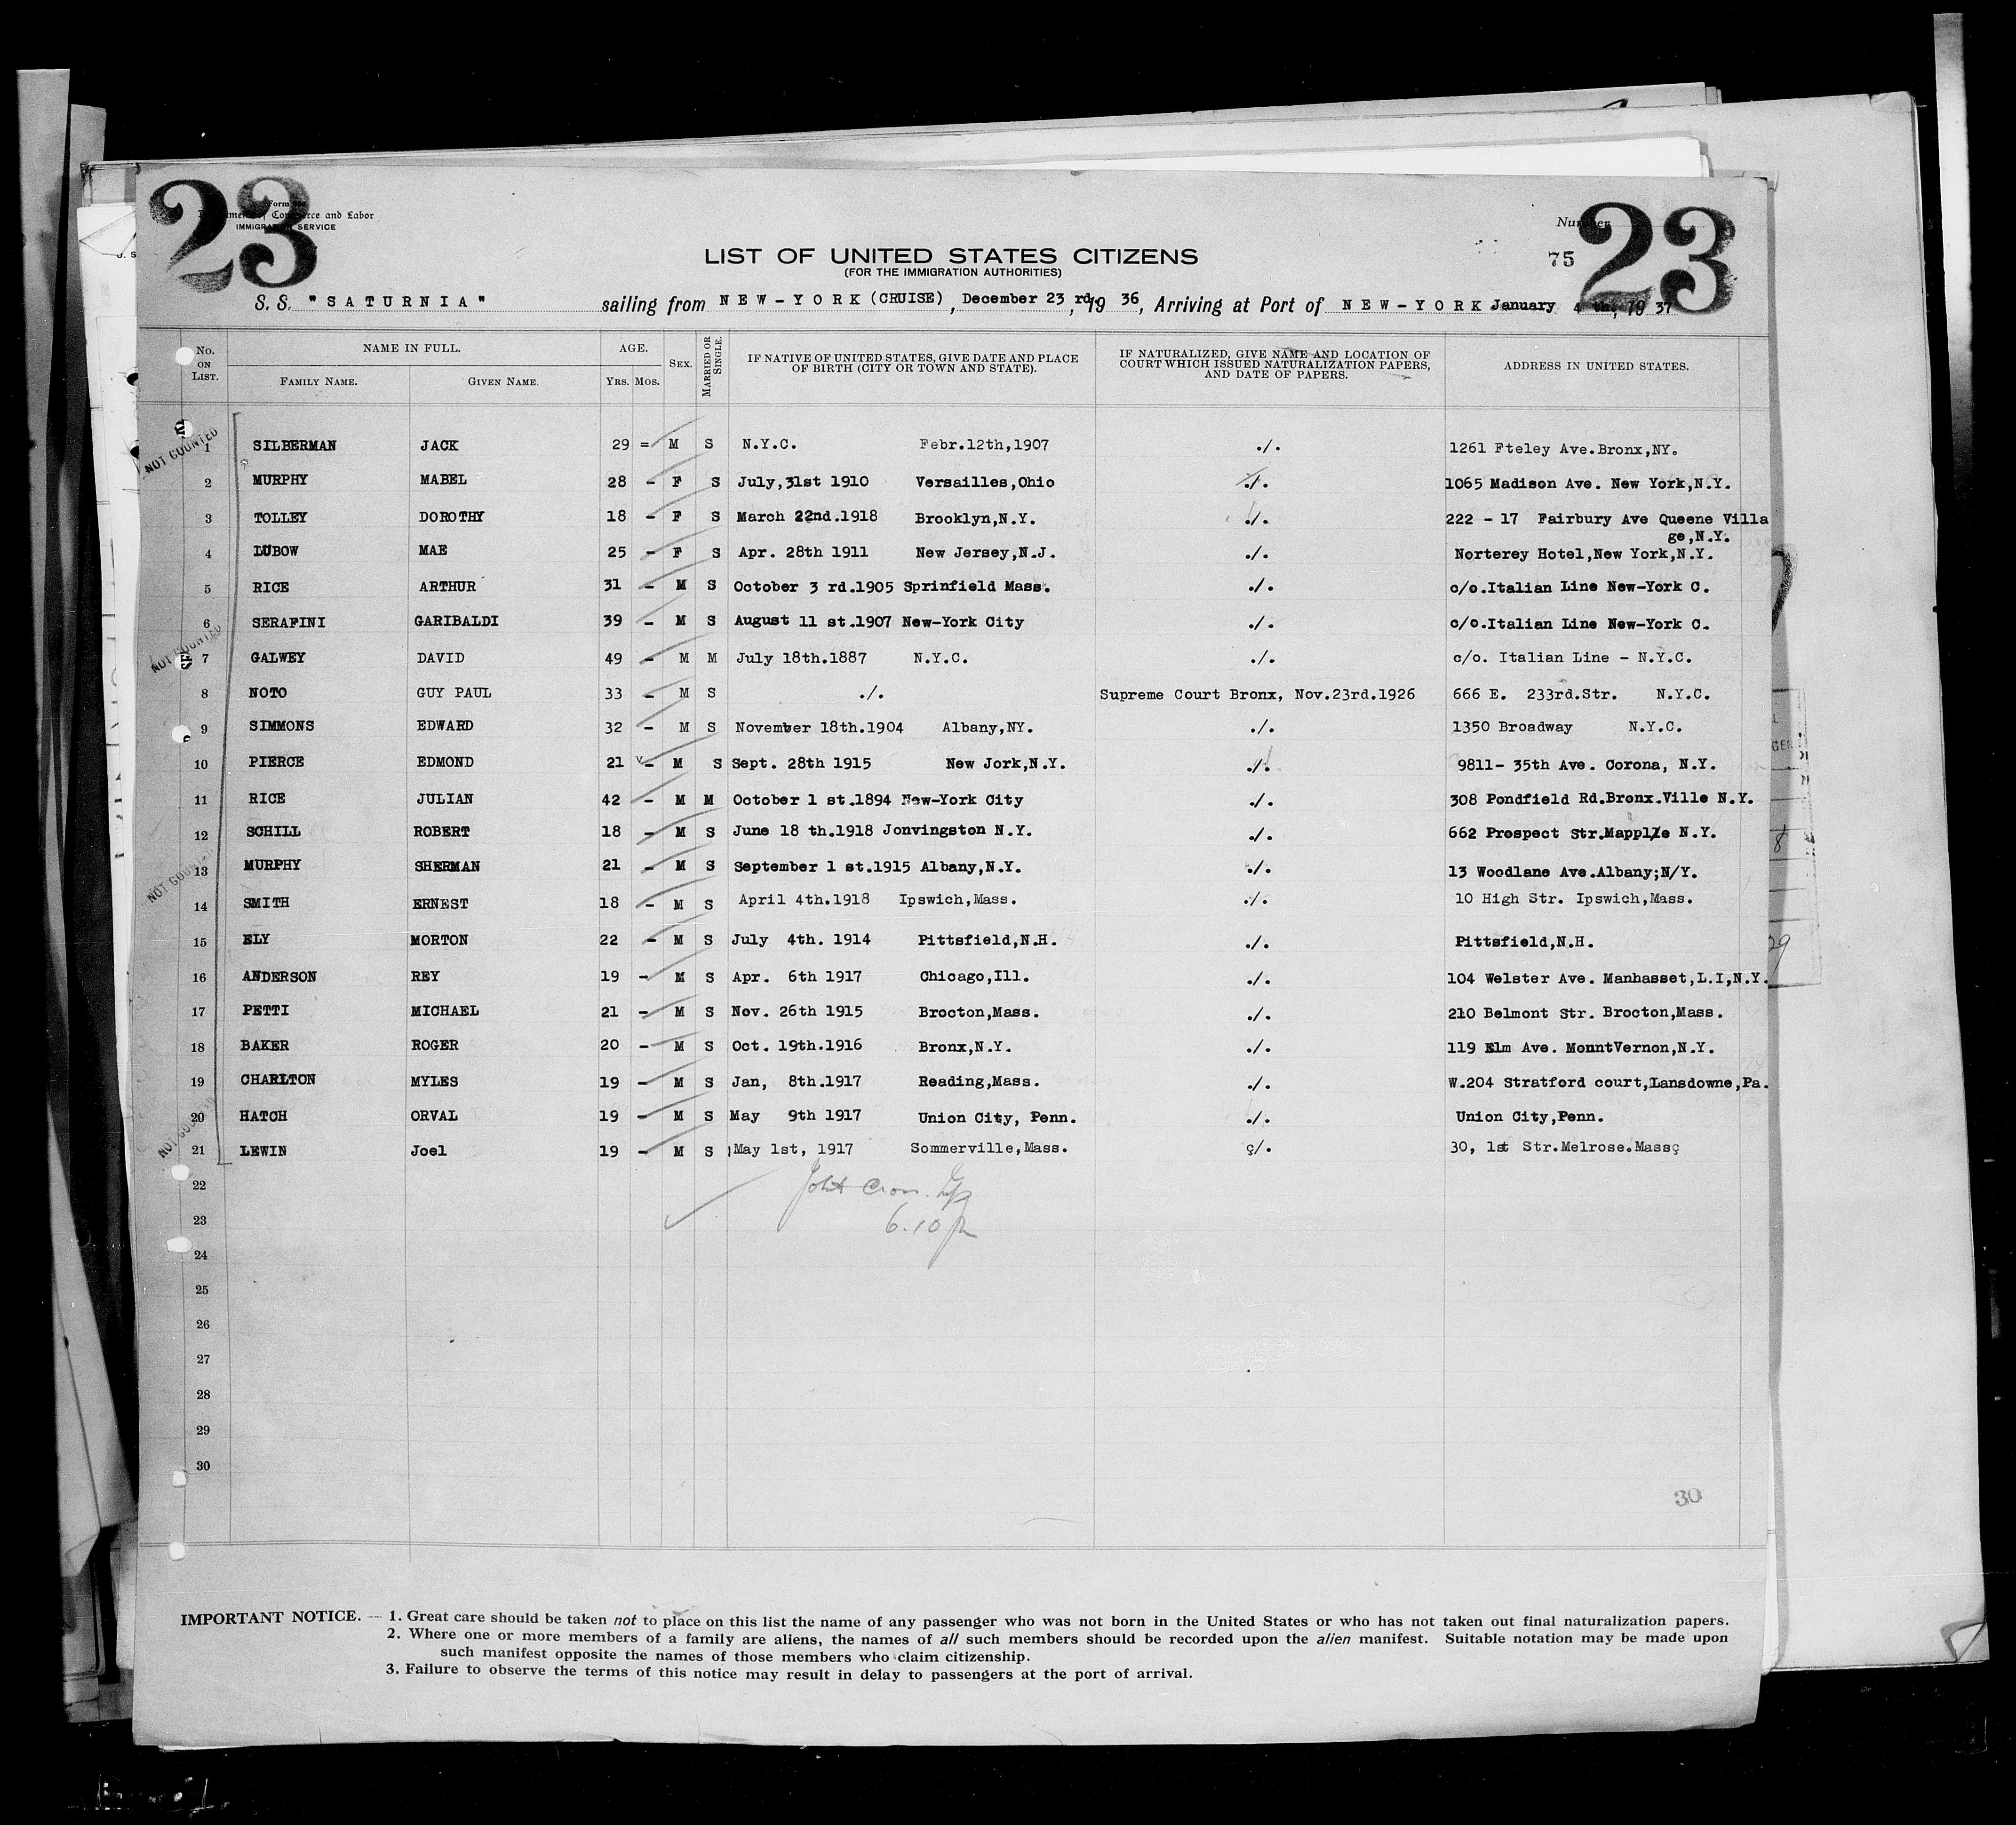 23
Form
Department of Commerce and Labor
IMMIGRATION SERVICE
Number
75
23
LIST OF UNITED STATES CITIZENS
(FOR THE IMMIGRATION AUTHORITIES)
S. S. "SATURNIA" sailing from NEW-YORK (CRUISE), December 23 rd, 19 36, Arriving at Port of NEW-YORK January 4 th, 19 37
No. ON LIST. NAME IN FULL. AGE. SEX. MARRIED OR SINGLE. IF NATIVE OF UNITED STATES, GIVE DATE AND PLACE OF BIRTH (CITY OR TOWN AND STATE). IF NATURALIZED, GIVE NAME AND LOCATION OF COURT WHICH ISSUED NATURALIZATION PAPERS, AND DATE OF PAPERS. ADDRESS IN UNITED STATES.
FAMILY NAME. GIVEN NAME. YRS. MOS.
NOT COUNTED
1 SILBERMAN JACK 29 = M S N.Y.C. Febr.12th,1907 ./. 1261 Fteley Ave.Bronx,NY.
2 MURPHY MABEL 28 - F S July,31st 1910 Versailles,Ohio ./. 1065 Madison Ave. New York,N.Y.
3 TOLLEY DOROTHY 18 - F S March 22nd.1918 Brooklyn,N.Y. ./. 222 - 17 Fairbury Ave Queene Villa
ge,N.Y.
4 LUBOW MAE 25 - F S Apr. 28th 1911 New Jersey,N.J. ./. Norterey Hotel,New York,N.Y.
5 RICE ARTHUR 31 - M S October 3 rd.1905 Sprinfield Mass. ./. c/o.Italian Line New-York C.
6 SERAFINI GARIBALDI 39 - M S August 11 st.1907 New-York City ./. c/o.Italian Line New-York C.
NOT COUNTED
7 GALWEY DAVID 49 - M M July 18th.1887 N.Y.C. ./. c/o. Italian Line - N.Y.C.
8 NOTO GUY PAUL 33 - M S ./. Supreme Court Bronx, Nov.23rd.1926 666 E. 233rd.Str. N.Y.C.
9 SIMMONS EDWARD 32 - M S November 18th.1904 Albany,NY. ./. 1350 Broadway N.Y.C.
10 PIERCE EDMOND 21 - M S Sept. 28th 1915 New Jork,N.Y. ./. 9811- 35th Ave. Corona, N.Y.
11 RICE JULIAN 42 - M M October 1 st.1894 New-York City ./. 308 Pondfield Rd.Bronx.Ville N.Y.
12 SCHILL ROBERT 18 - M S June 18 th.1918 Jonvingston N.Y. ./. 662 Prospect Str.Mapplle N.Y.
NOT COUNTED
13 MURPHY SHERMAN 21 - M S September 1 st.1915 Albany,N.Y. ./. 13 Woodlane Ave.Albany;N/Y.
14 SMITH ERNEST 18 - M S April 4th.1918 Ipswich,Mass. ./. 10 High Str. Ipswich,Mass.
15 ELY MORTON 22 - M S July 4th. 1914 Pittsfield,N.H. ./. Pittsfield,N.H.
16 ANDERSON REY 19 - M S Apr. 6th 1917 Chicago,Ill. ./. 104 Welster Ave. Manhasset,L.I,N.Y.
17 PETTI MICHAEL 21 - M S Nov. 26th 1915 Brocton,Mass. ./. 210 Belmont Str. Brocton,Mass.
18 BAKER ROGER 20 - M S Oct. 19th.1916 Bronx,N.Y. ./. 119 Elm Ave. MonntVernon,N.Y.
19 CHARLTON MYLES 19 - M S Jan, 8th.1917 Reading,Mass. ./. W.204 Stratford court,Lansdowne,Pa.
NOT COUNTED
20 HATCH ORVAL 19 - M S May 9th 1917 Union City, Penn. ./. Union City,Penn.
21 LEWIN Joel 19 - M S May 1st, 1917 Sommerville,Mass. ç/. 30, 1st Str.Melrose.Massç
22
23 6.10
24
25
26
27
28
29
30
30
IMPORTANT NOTICE. — 1. Great care should be taken not to place on this list the name of any passenger who was not born in the United States or who has not taken out final naturalization papers.
2. Where one or more members of a family are aliens, the names of all such members should be recorded upon the alien manifest. Suitable notation may be made upon
such manifest opposite the names of those members who claim citizenship.
3. Failure to observe the terms of this notice may result in delay to passengers at the port of arrival.